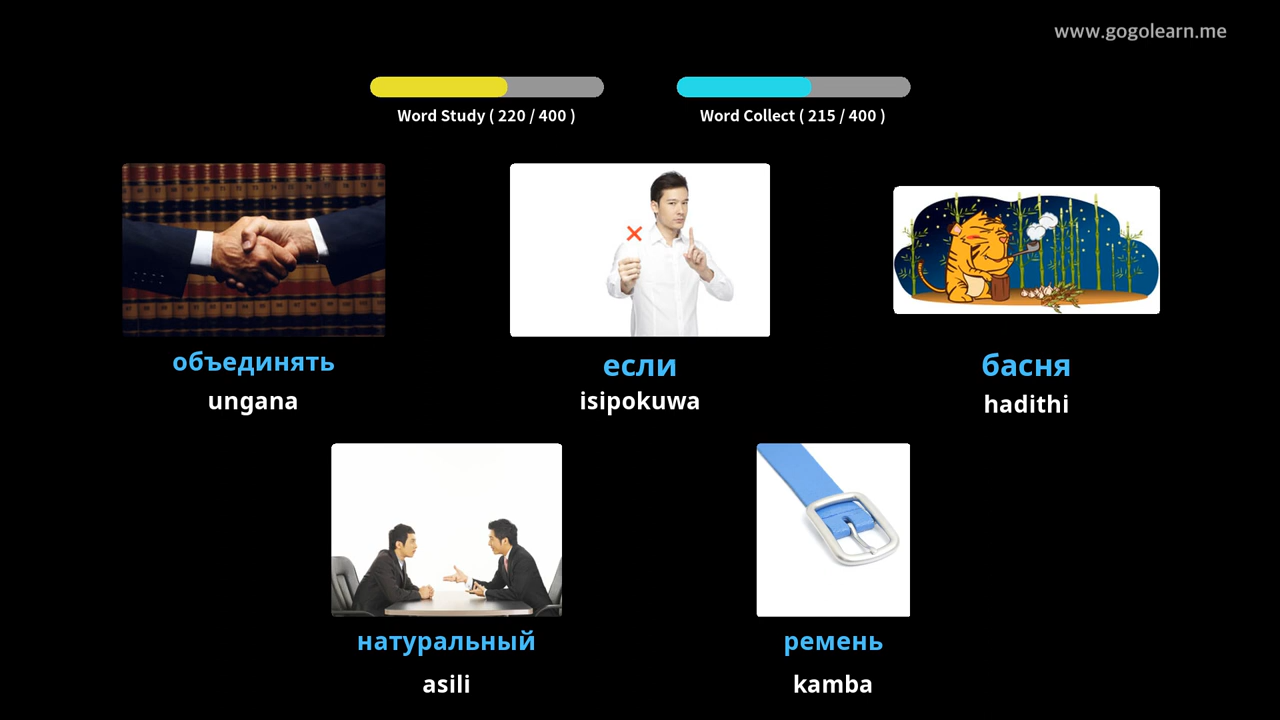 www.gogolearn.me
Word Study ( 220 / 400 )
Word Collect ( 215 / 400 )
объединять
ungana
если
isipokuwa
басня
hadithi
натуральный
asili
ремень
kamba